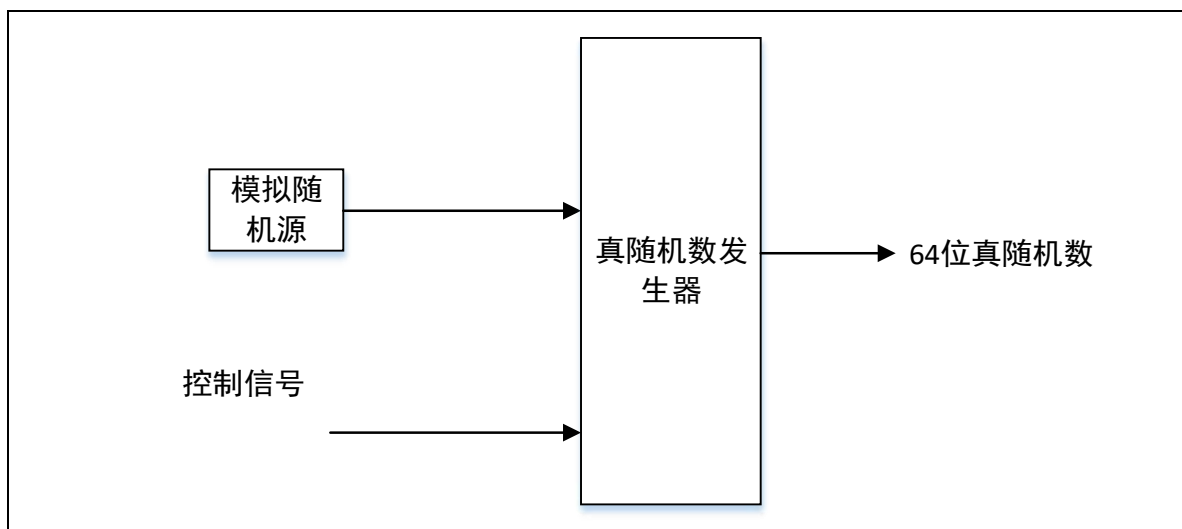 模拟随
机源
真随机数发
生器
64位真随机数
控制信号